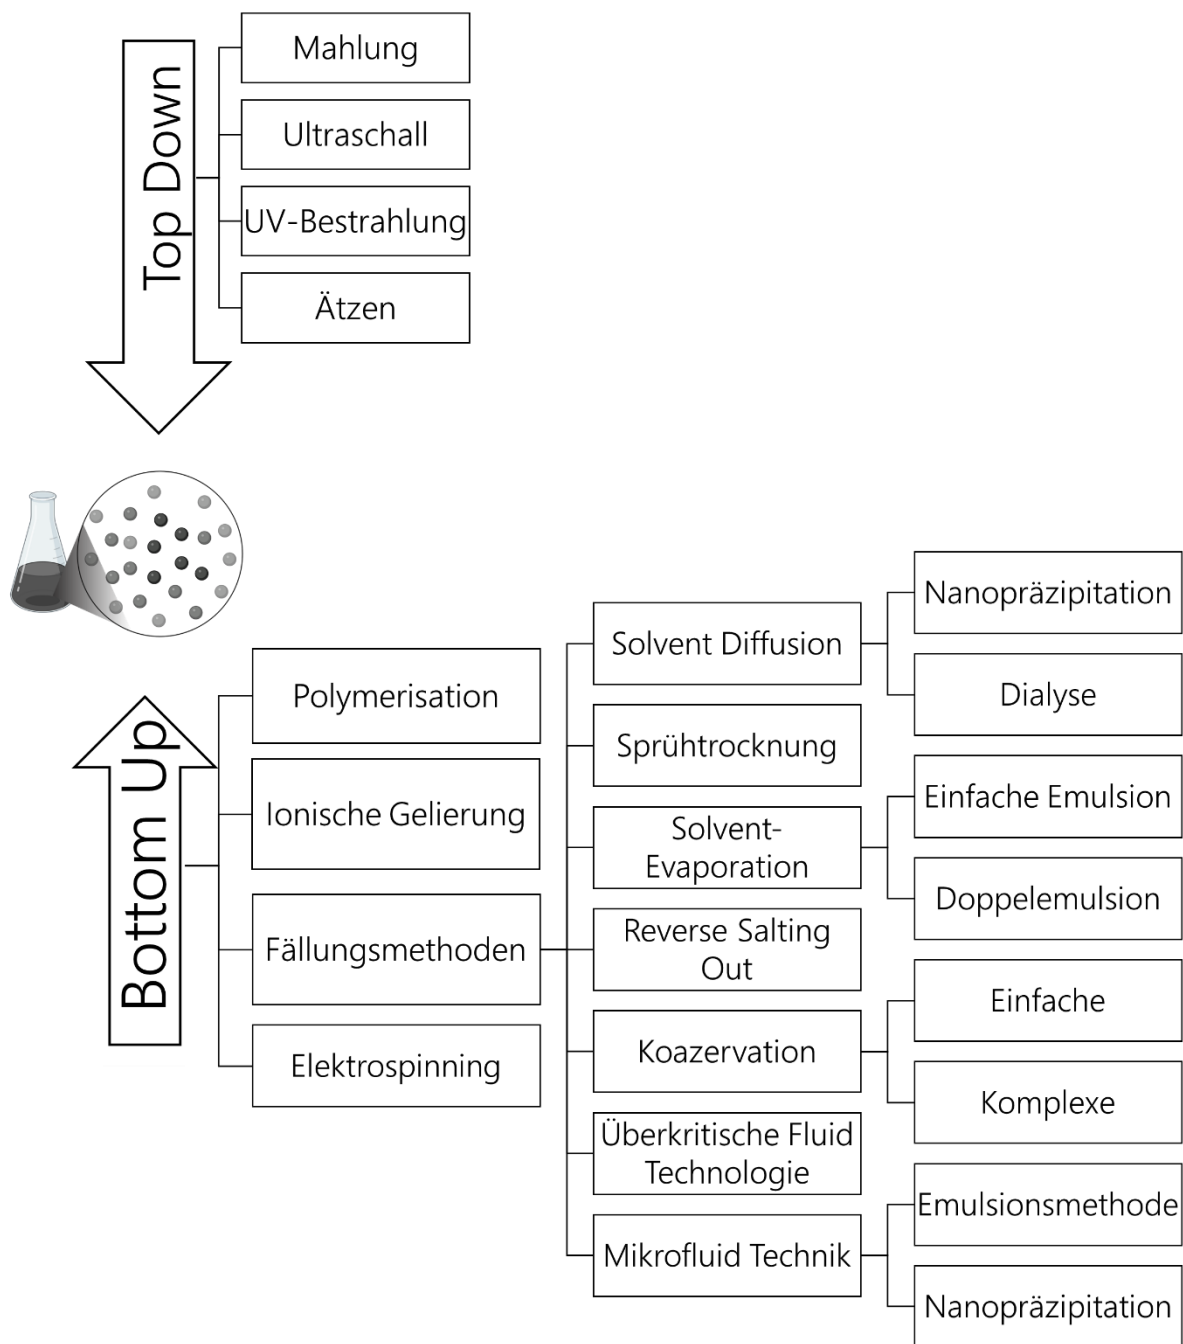 Top Down
Mahlung
Ultraschall
UV-Bestrahlung
Ätzen
Bottom Up
Polymerisation
Ionische Gelierung
Fällungsmethoden
Elektrospinning
Solvent Diffusion
Sprühtrocknung
Solvent-
Evaporation
Reverse Salting
Out
Koazervation
Überkritische Fluid
Technologie
Mikrofluid Technik
Nanopräzipitation
Dialyse
Einfache Emulsion
Doppelemulsion
Einfache
Komplexe
Emulsionsmethode
Nanopräzipitation